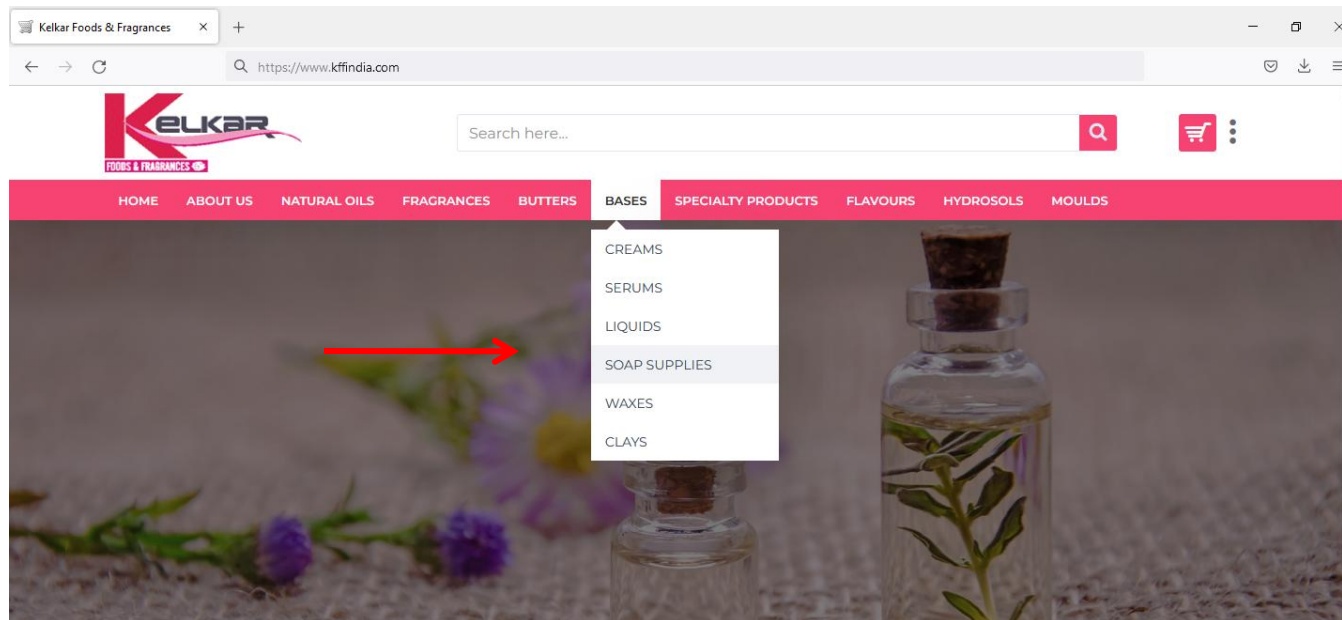 Kelkar Foods & Fragrances
https://www.kffindia.com
KELKAR
FOODS & FRAGRANCES
Search here...
HOME ABOUT US NATURAL OILS FRAGRANCES BUTTERS BASES SPECIALTY PRODUCTS FLAVOURS HYDROSOLS MOULDS
CREAMS
SERUMS
LIQUIDS
SOAP SUPPLIES
WAXES
CLAYS